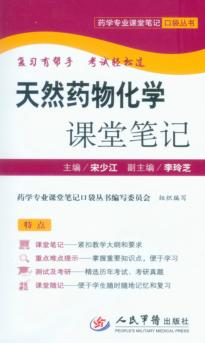 药学专业课堂笔记 口袋丛书
复习有帮手 考试轻松过
天然药物化学
课堂笔记
主编/宋少江 副主编/李玲芝
药学专业课堂笔记口袋丛书编写委员会 组织编写
特点
课堂笔记——紧扣教学大纲和要求
重点难点提示——掌握重要知识点，便于学习
测试及考研——精选历年考试、考研真题
课堂随记——便于学生随时随地记忆和复习
人民军医出版社
PEOPLE'S MILITARY MEDICAL PRESS